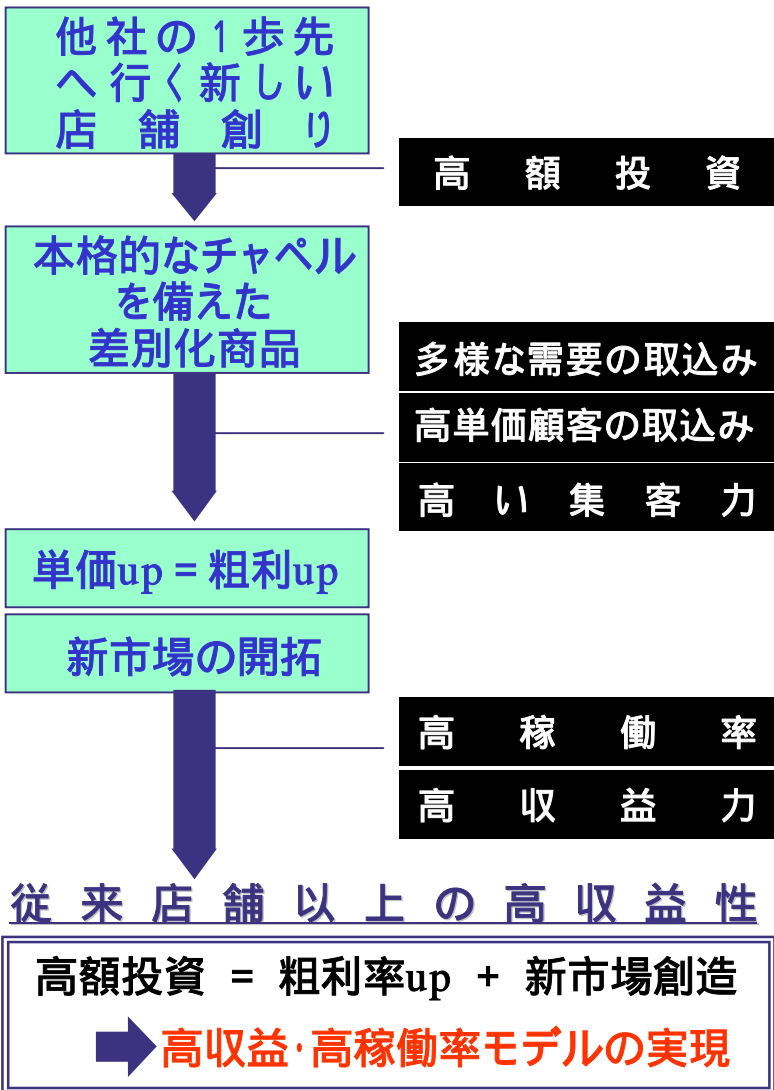 他社の1歩先
へ行く新しい
店舗創り
高額投資
本格的なチャペル
を備えた
差別化商品
多様な需要の取込み
高単価顧客の取込み
高い集客力
単価up = 粗利up
新市場の開拓
高稼働率
高収益力
従来店舗以上の高収益性
高額投資 = 粗利率up + 新市場創造
高収益・高稼働率モデルの実現